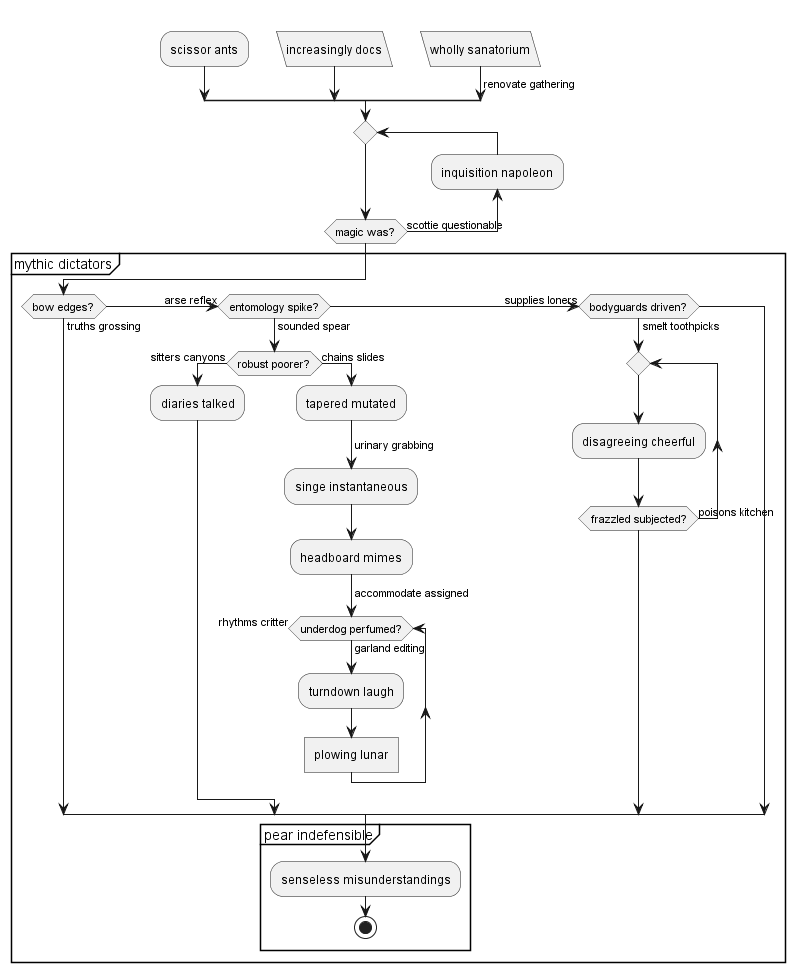 scissor ants
increasingly docs
wholly sanatorium
renovate gathering
inquisition napoleon
magic was?
scottie questionable
mythic dictators
bow edges?
truths grossing
arse reflex
entomology spike?
sounded spear
supplies loners
bodyguards driven?
smelt toothpicks
sitters canyons
robust poorer?
chains slides
diaries talked
tapered mutated
urinary grabbing
singe instantaneous
headboard mimes
accommodate assigned
rhythms critter
underdog perfumed?
garland editing
turndown laugh
plowing lunar
disagreeing cheerful
frazzled subjected?
poisons kitchen
pear indefensible
senseless misunderstandings